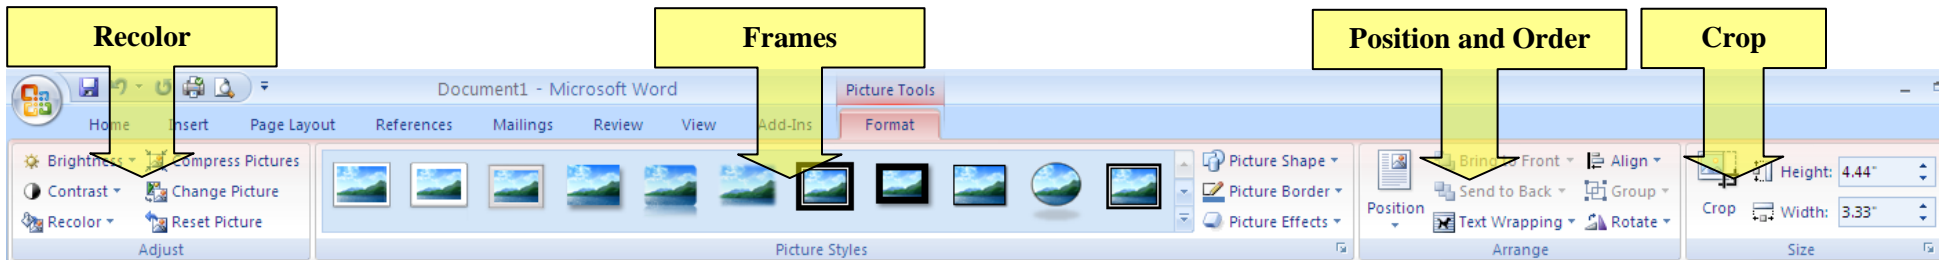 Recolor
Frames
Position and Order
Crop
Document1 - Microsoft Word
Picture Tools
Home Insert Page Layout References Mailings Review View Add-Ins Format
Brightness Compress Pictures
Contrast Change Picture
Recolor Reset Picture
Adjust
Picture Shape
Picture Border
Picture Effects
Picture Styles
Position
Bring to Front Align
Send to Back Group
Text Wrapping Rotate
Arrange
Crop
Height: 4.44"
Width: 3.33"
Size